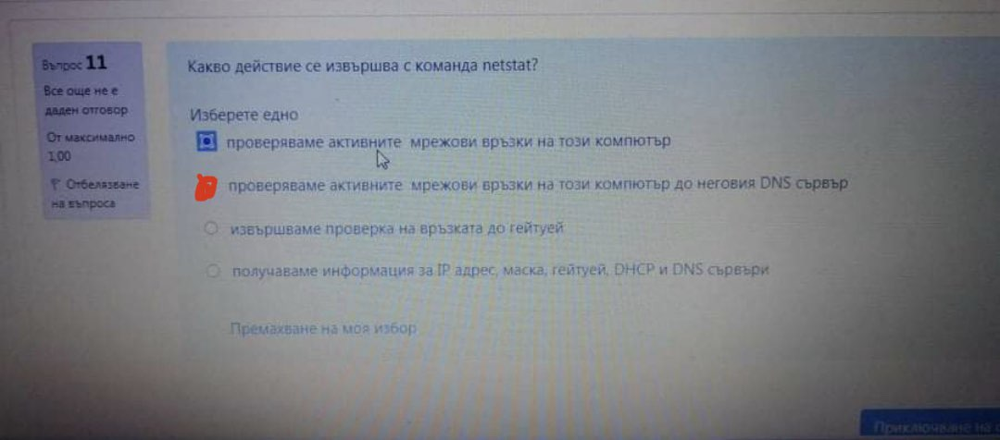 Въпрос 11
Все още не е
даден отговор
От максимално
1,00
Отбелязване
на въпроса
Какво действие се извършва с команда netstat?
Изберете едно
проверяваме активните мрежови връзки на този компютър
проверяваме активните мрежови връзки на този компютър до неговия DNS сървър
извършваме проверка на връзката до гейтуей
получаваме информация за IP адрес, маска, гейтуей, DHCP и DNS сървъри
Премахване на моя избор
Приключване на